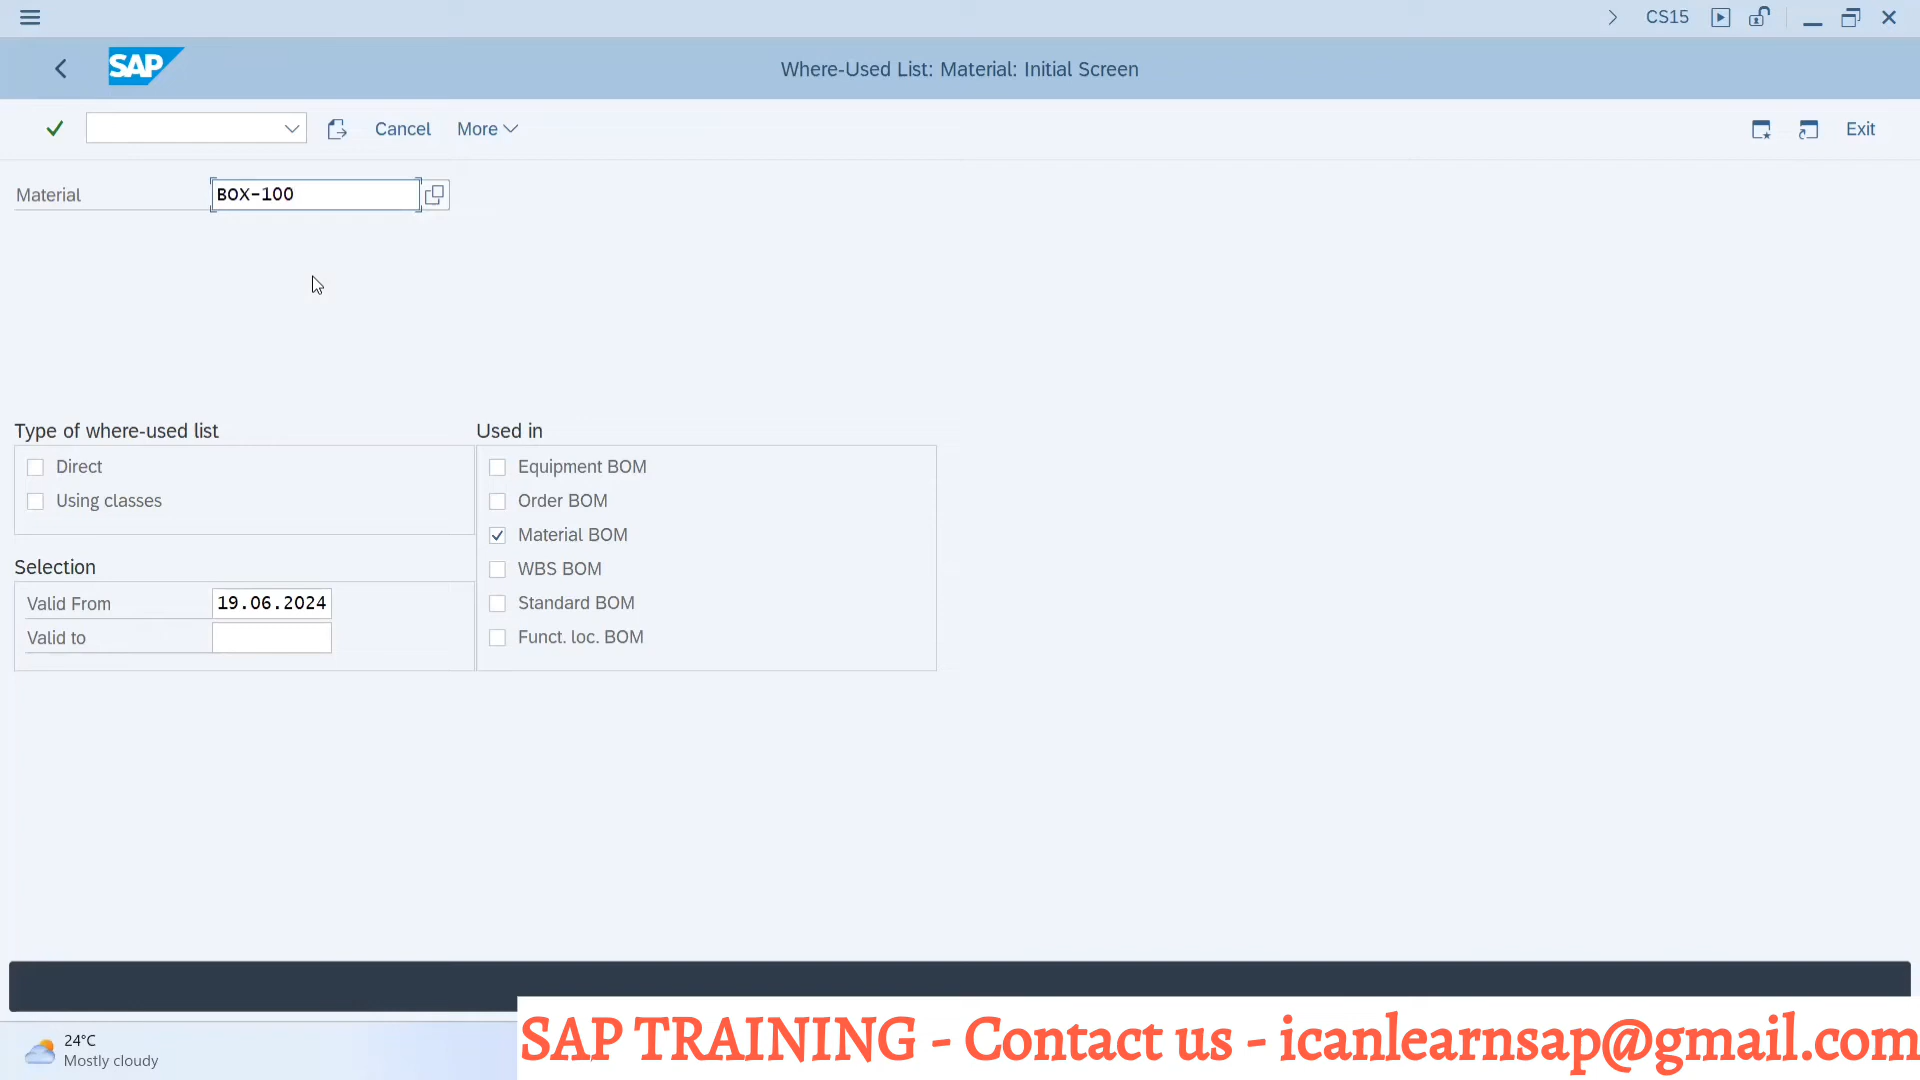 CS15
SAP
Where-Used List: Material: Initial Screen
Cancel
More
Exit
Material
BOX-100
Type of where-used list
Used in
Direct
Equipment BOM
Using classes
Order BOM
Material BOM
WBS BOM
Selection
Valid From
19.06.2024
Standard BOM
Valid to
Funct. loc. BOM
24°C
Mostly cloudy
SAP TRAINING - Contact us - icanlearnsap@gmail.com